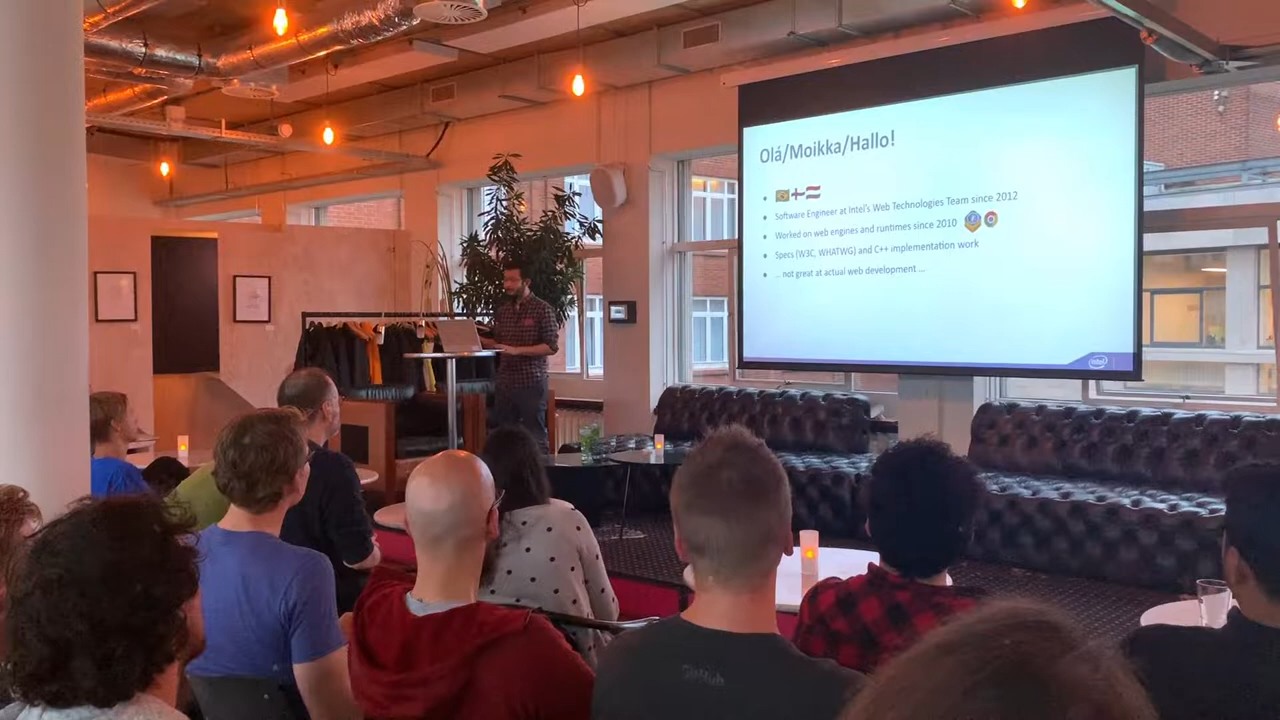 Olá/Moikka/Hallo!
Software Engineer at Intel's Web Technologies Team since 2012
Worked on web engines and runtimes since 2010
Specs (W3C, WHATWG) and C++ implementation work
... not great at actual web development ...
intel
GitHub